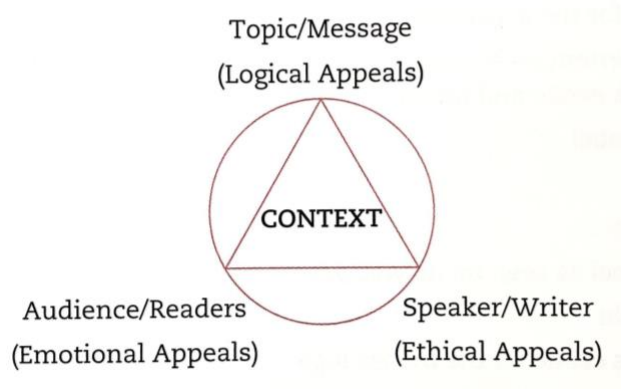 Topic/Message
(Logical Appeals)
CONTEXT
Audience/Readers
(Emotional Appeals)
Speaker/Writer
(Ethical Appeals)